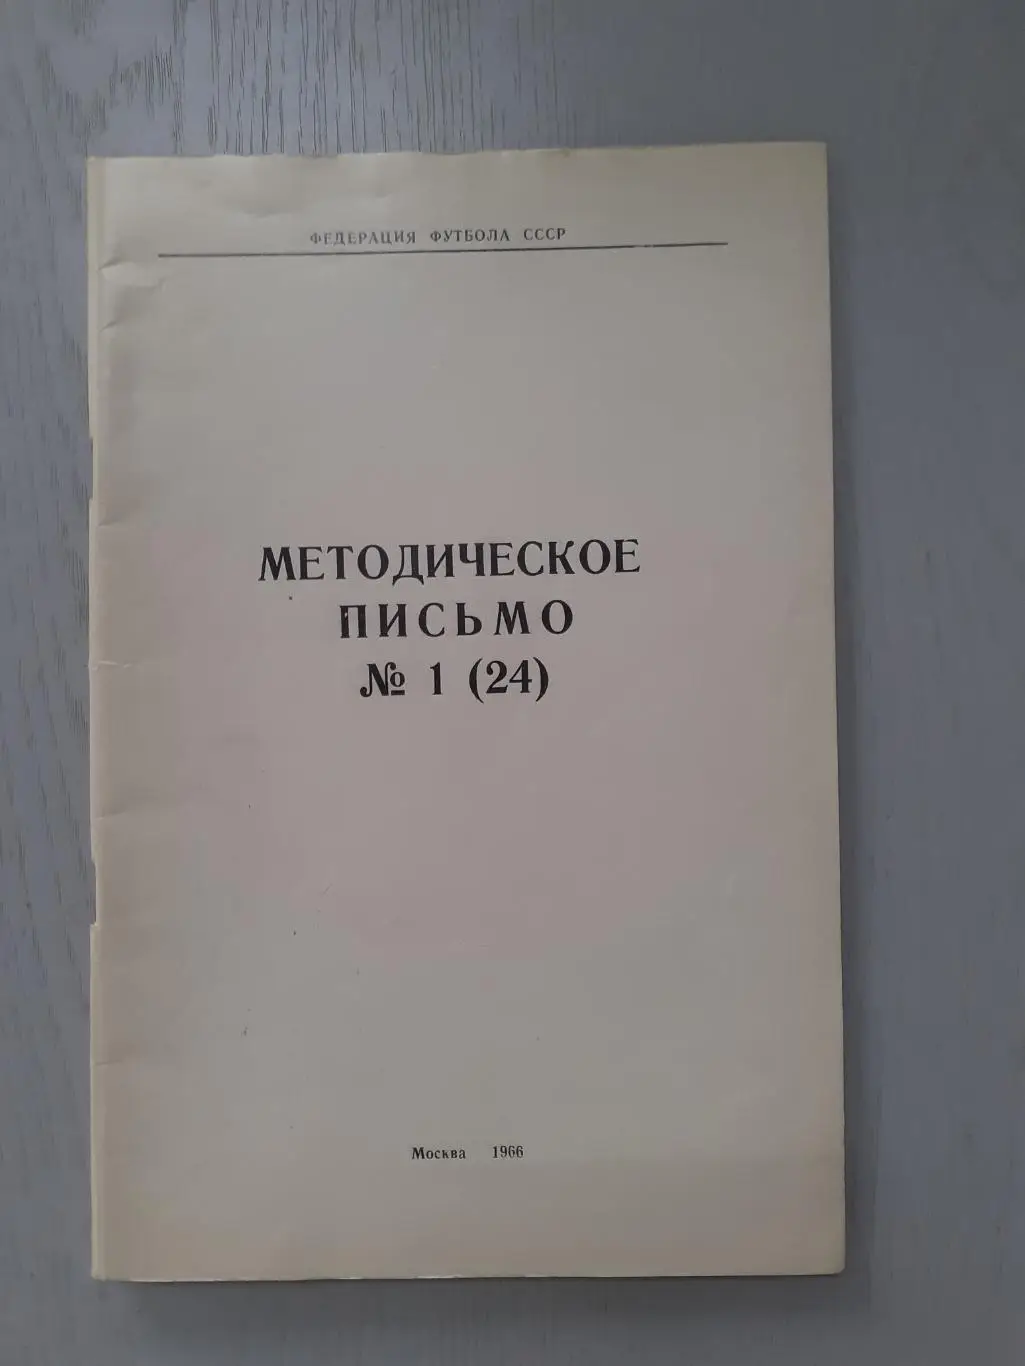 ФЕДЕРАЦИЯ ФУТБОЛА СССР
МЕТОДИЧЕСКОЕ
ПИСЬМО
№ 1 (24)
Москва 1966